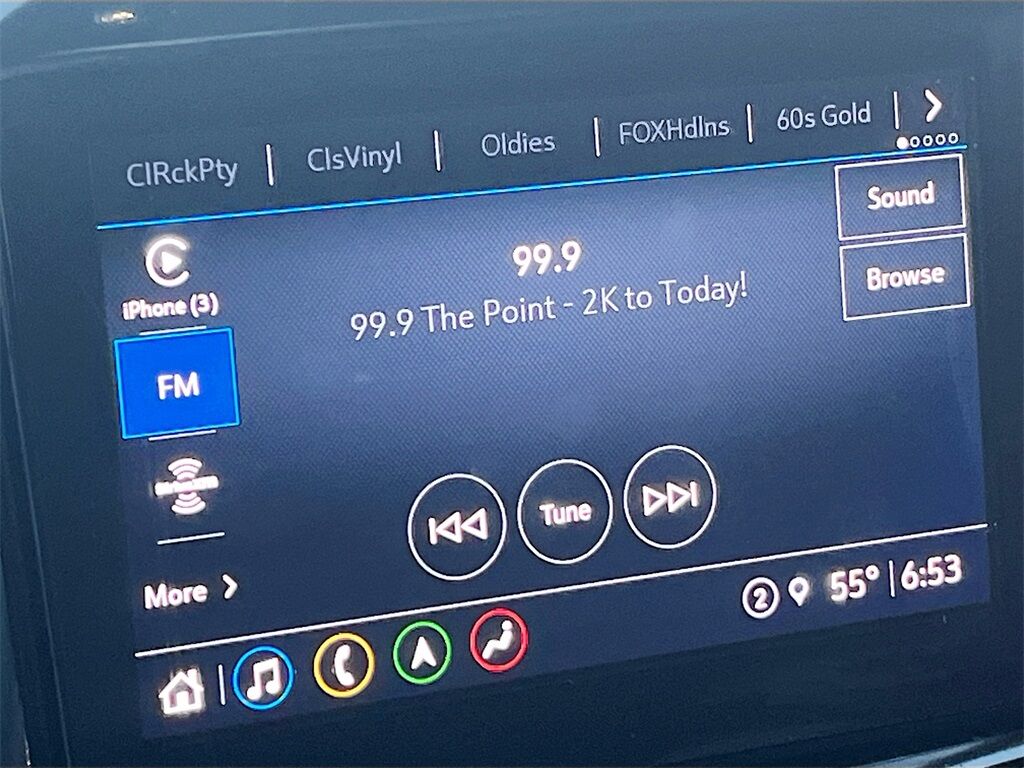 ClRckPty | ClsVinyl | Oldies | FOXHdlns | 60s Gold
Sound
99.9
Browse
iPhone (3)
99.9 The Point - 2K to Today!
FM
Tune
More
2 55° | 6:53